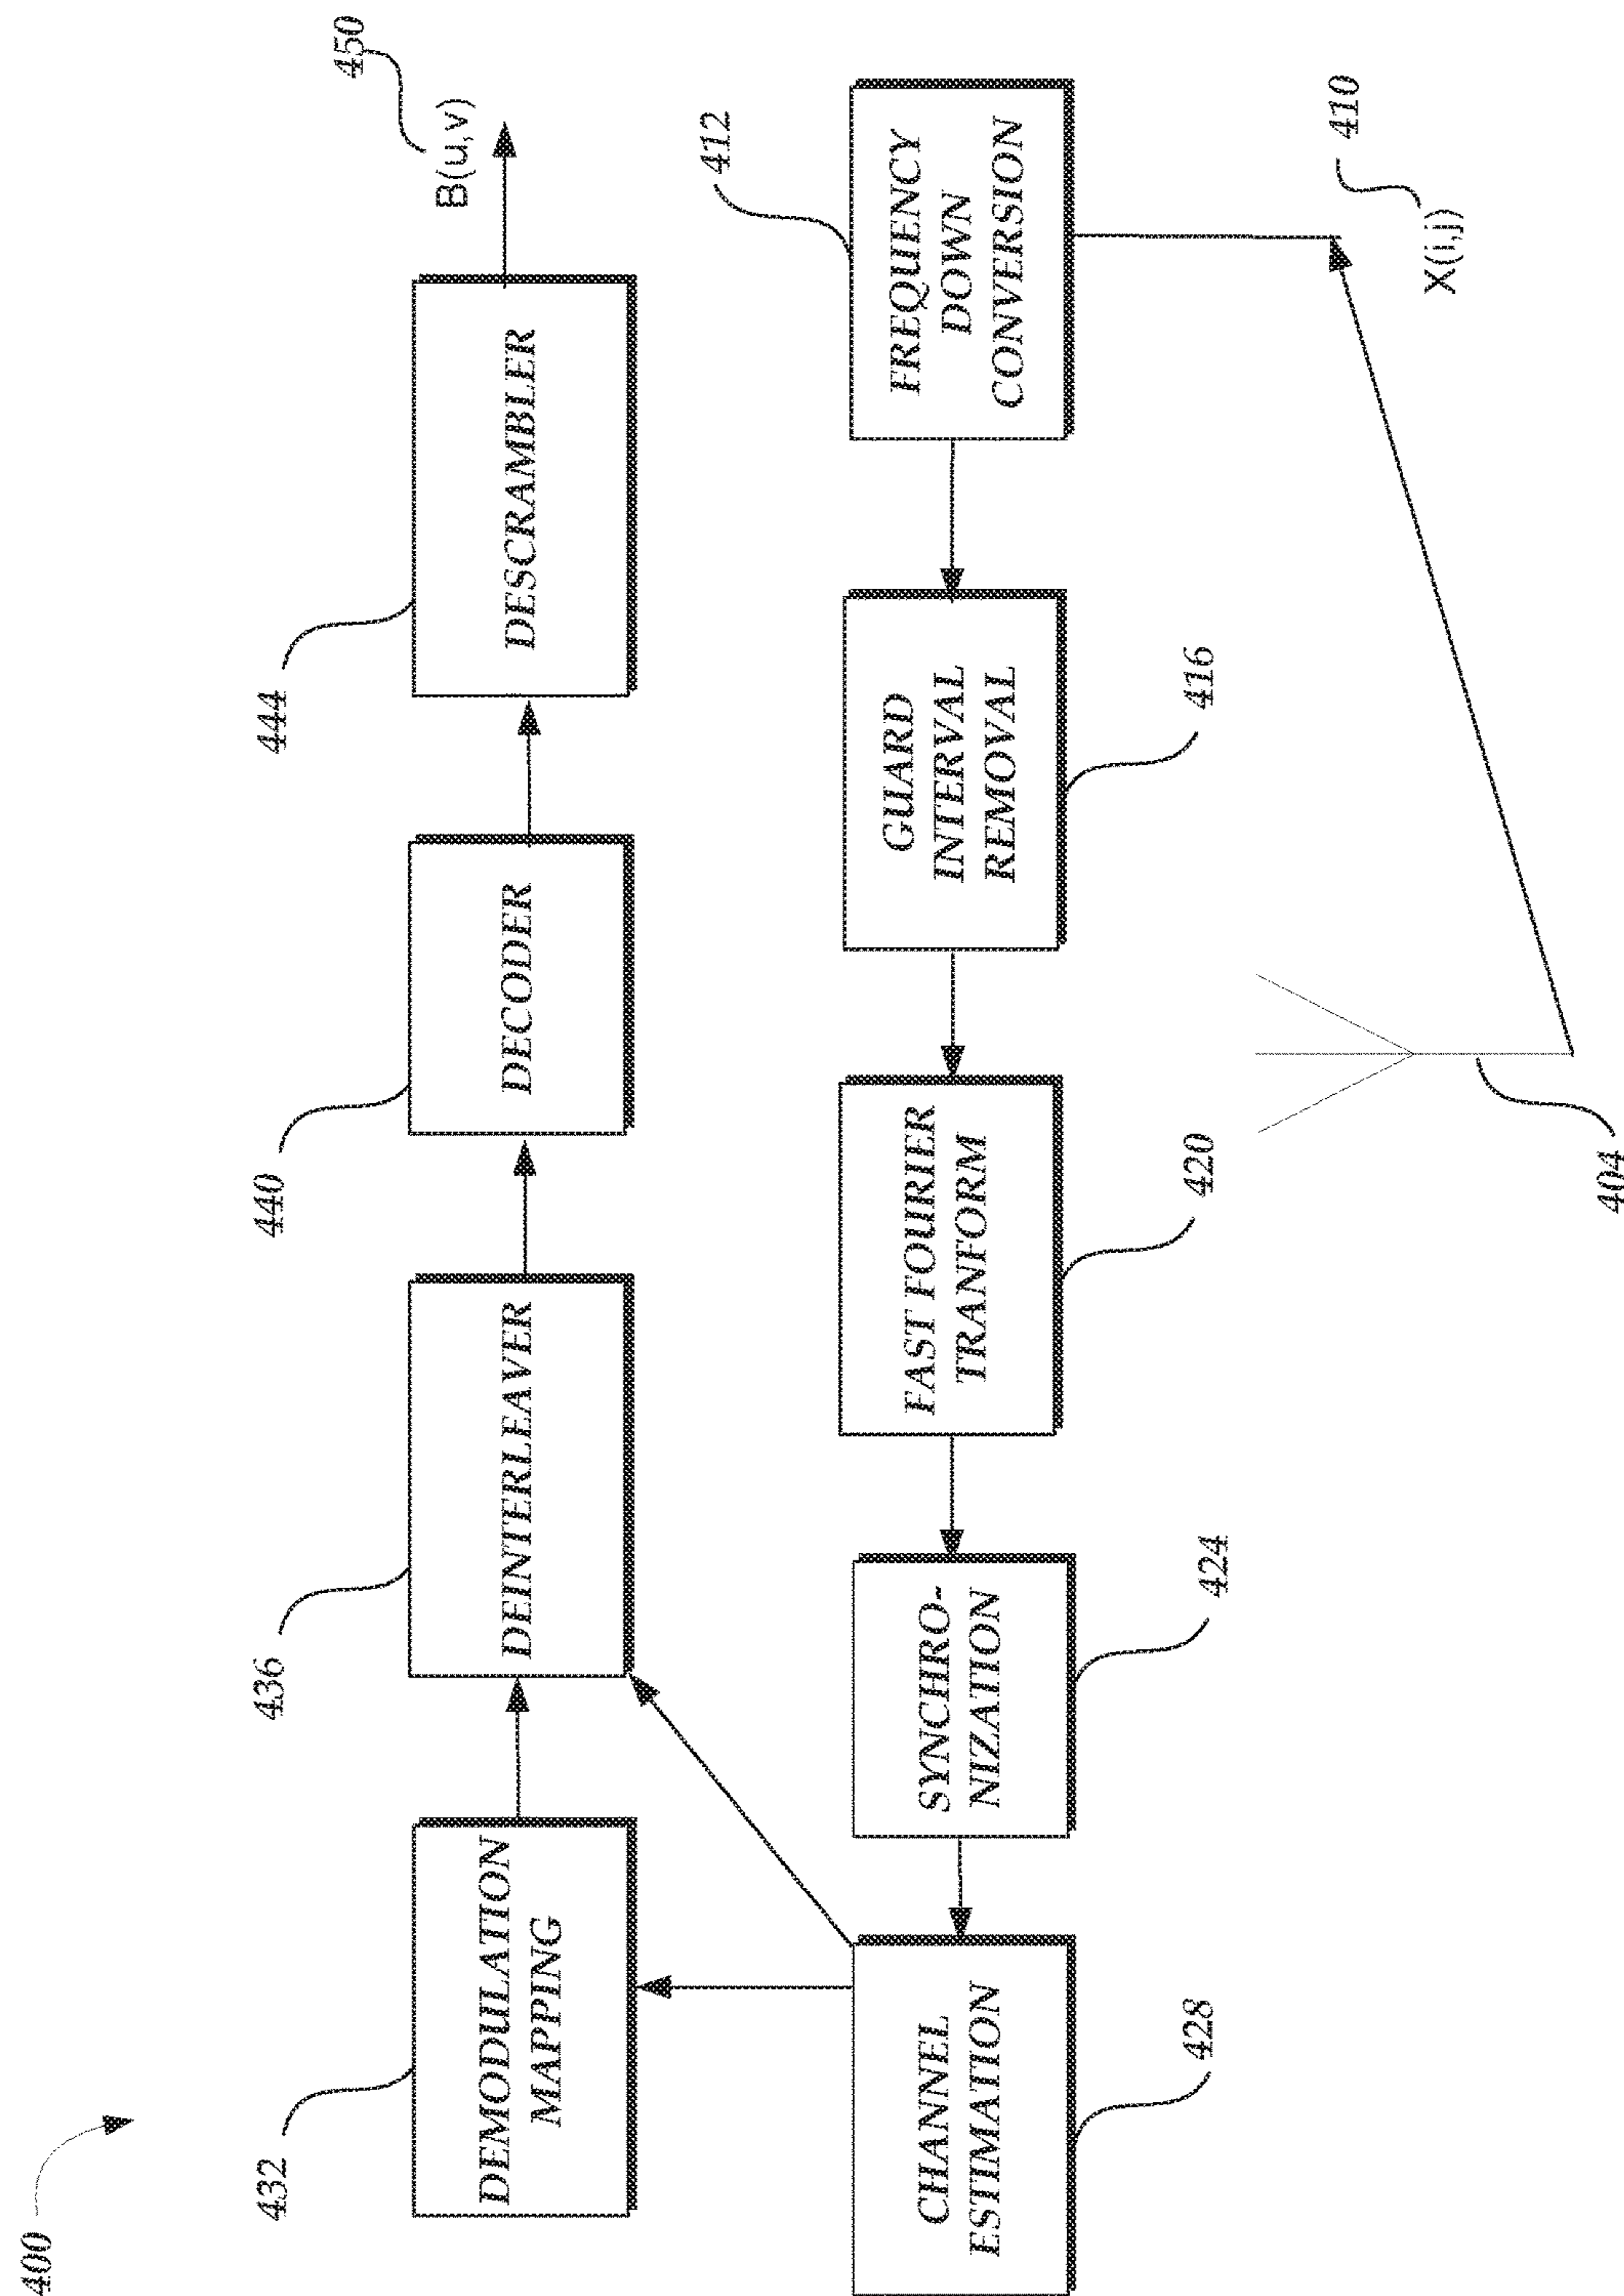 400
432
DEMODULATION
MAPPING
436
DEINTERLEAVER
440
DECODER
444
DESCRAMBLER
450
B(u,v)
CHANNEL
ESTIMATION
428
SYNCHRO-
NIZATION
424
FAST FOURIER
TRANFORM
420
GUARD
INTERVAL
REMOVAL
416
412
FREQUENCY
DOWN
CONVERSION
404
410
X(i,j)